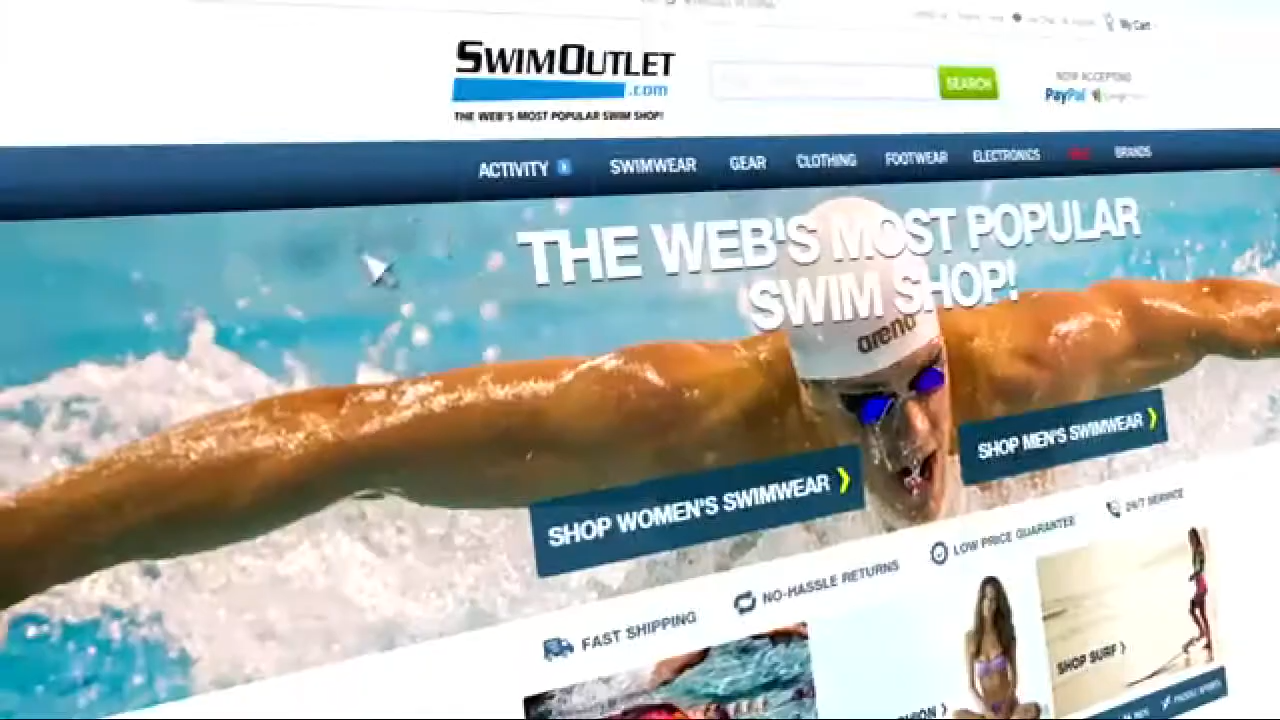 My Cart
SWIMOUTLET
.com
THE WEB'S MOST POPULAR SWIM SHOP!
SEARCH
NOW ACCEPTING
PayPal
ACTIVITY
SWIMWEAR
GEAR
CLOTHING
FOOTWEAR
ELECTRONICS
SALE
BRANDS
THE WEB'S MOST POPULAR
SWIM SHOP!
arena
SHOP WOMEN'S SWIMWEAR
SHOP MEN'S SWIMWEAR
FAST SHIPPING
NO-HASSLE RETURNS
LOW PRICE GUARANTEE
24/7 SERVICE
SHOP SURF